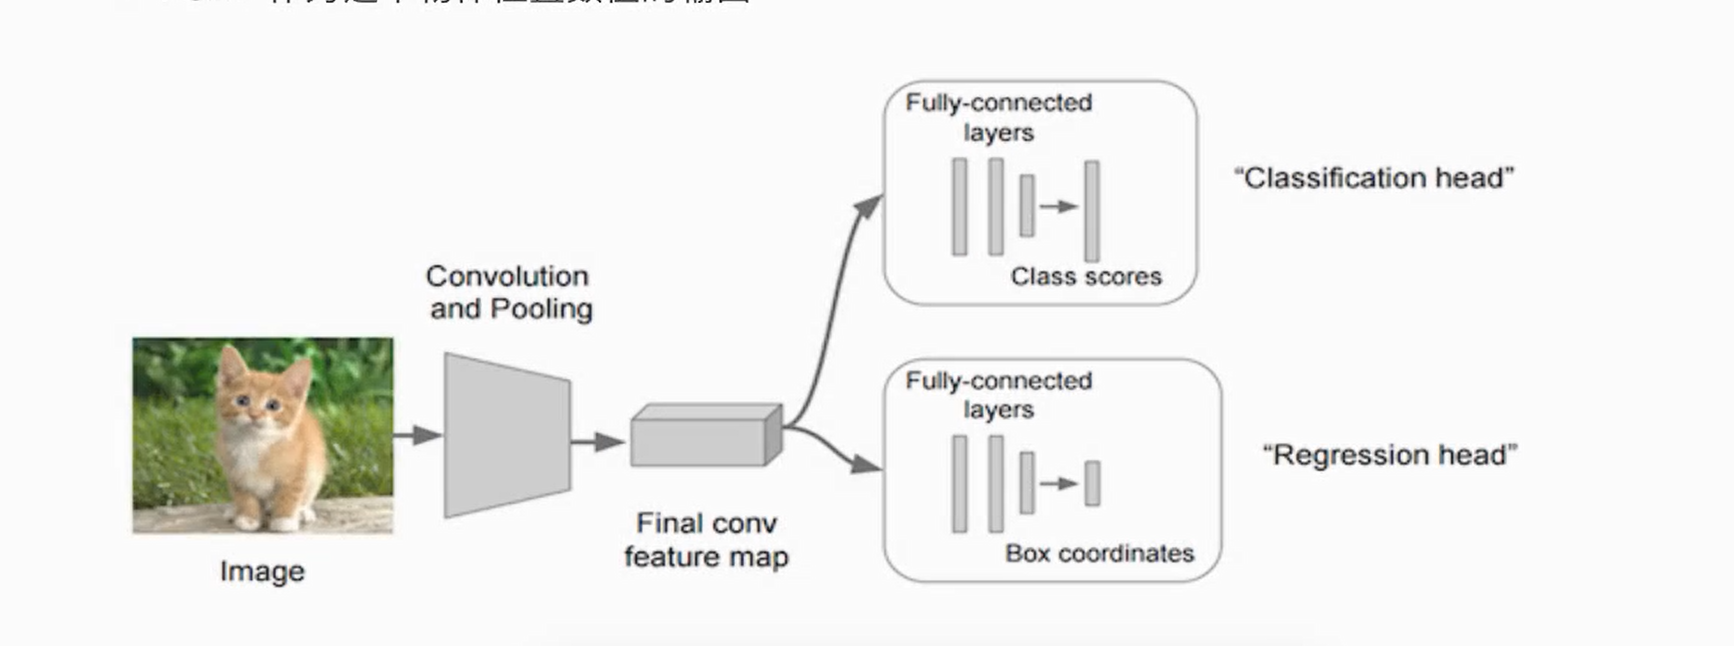 Fully-connected
layers
Class scores
“Classification head”
Convolution
and Pooling
Fully-connected
layers
Box coordinates
“Regression head”
Final conv
feature map
Image